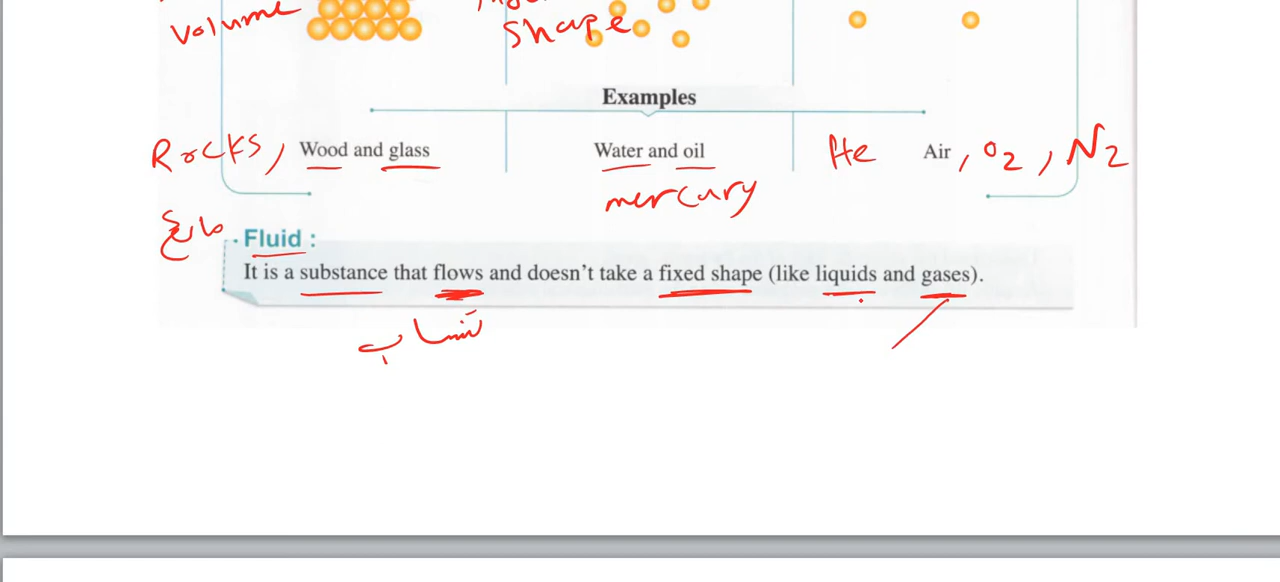 volume
Shape
Examples
Rocks, Wood and glass
Water and oil
He Air, O2, N2
mercury
مائع
Fluid :
It is a substance that flows and doesn't take a fixed shape (like liquids and gases).
تنساب